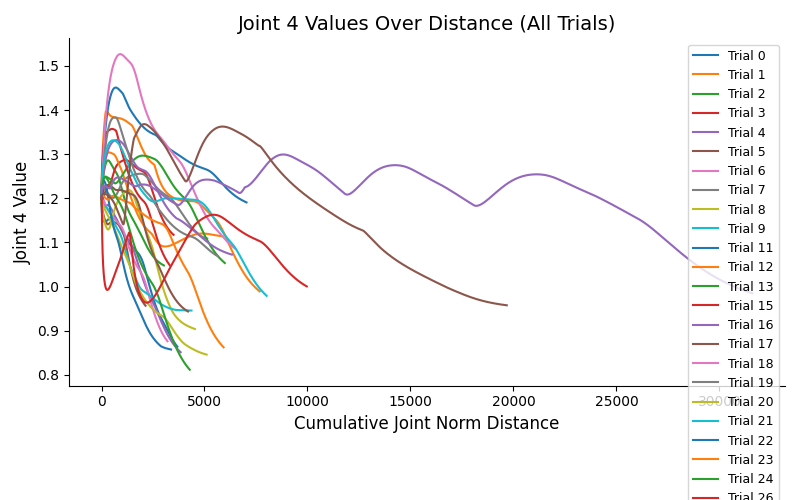 Joint 4 Values Over Distance (All Trials)
Joint 4 Value
1.5
1.4
1.3
1.2
1.1
1.0
0.9
0.8
0
5000
10000
15000
20000
25000
30000
Cumulative Joint Norm Distance
Trial 0
Trial 1
Trial 2
Trial 3
Trial 4
Trial 5
Trial 6
Trial 7
Trial 8
Trial 9
Trial 11
Trial 12
Trial 13
Trial 15
Trial 16
Trial 17
Trial 18
Trial 19
Trial 20
Trial 21
Trial 22
Trial 23
Trial 24
Trial 26